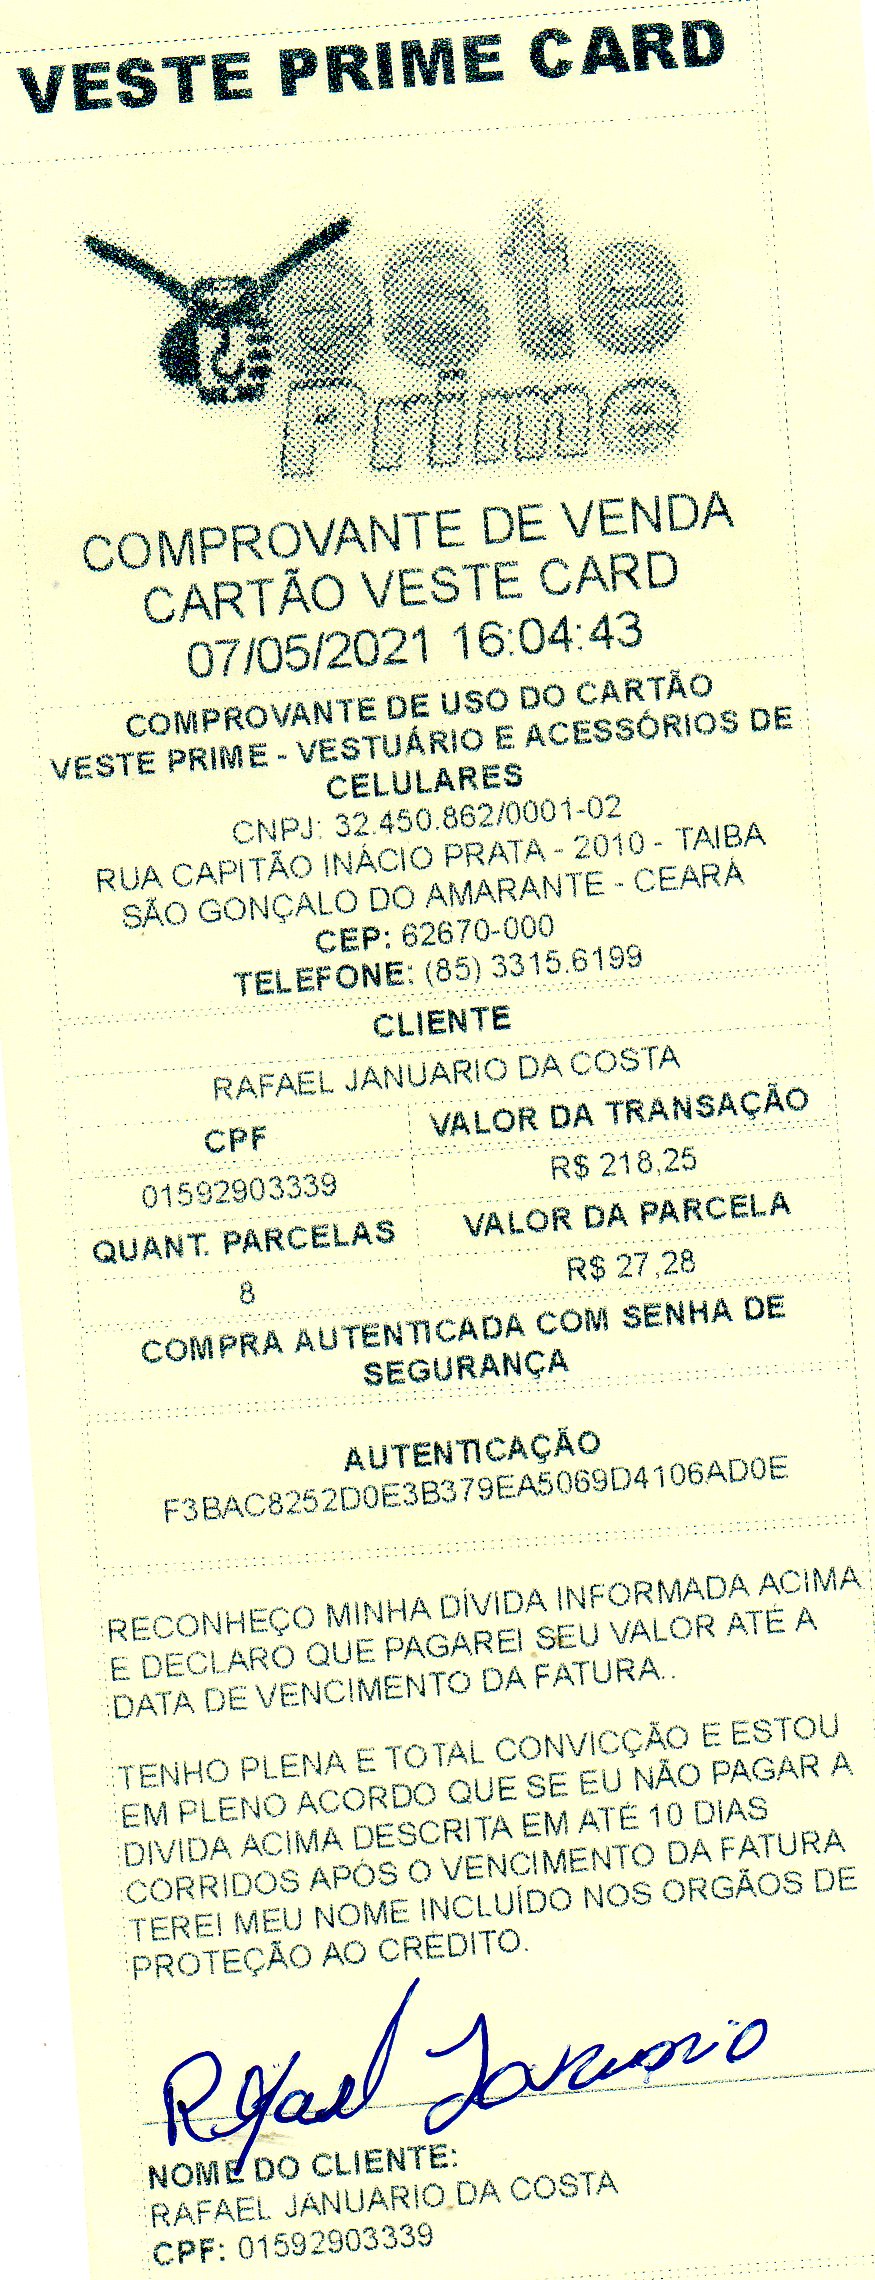 VESTE PRIME CARD
este
Prime
COMPROVANTE DE VENDA
CARTÃO VESTE CARD
07/05/2021 16:04:43
COMPROVANTE DE USO DO CARTÃO
VESTE PRIME - VESTUÁRIO E ACESSÓRIOS DE
CELULARES
CNPJ: 32.450.862/0001-02
RUA CAPITÃO INÁCIO PRATA - 2010 - TAIBA
SÃO GONÇALO DO AMARANTE - CEARÁ
CEP: 62670-000
TELEFONE: (85) 3315.6199
CLIENTE
RAFAEL JANUARIO DA COSTA
CPF VALOR DA TRANSAÇÃO
01592903339 R$ 218,25
QUANT. PARCELAS VALOR DA PARCELA
8 R$ 27,28
COMPRA AUTENTICADA COM SENHA DE
SEGURANÇA
AUTENTICAÇÃO
F3BAC8252D0E3B379EA5069D4106AD0E
RECONHEÇO MINHA DÍVIDA INFORMADA ACIMA
E DECLARO QUE PAGAREI SEU VALOR ATÉ A
DATA DE VENCIMENTO DA FATURA..
TENHO PLENA E TOTAL CONVICÇÃO E ESTOU
EM PLENO ACORDO QUE SE EU NÃO PAGAR A
DIVIDA ACIMA DESCRITA EM ATÉ 10 DIAS
CORRIDOS APÓS O VENCIMENTO DA FATURA
TEREI MEU NOME INCLUÍDO NOS ORGÃOS DE
PROTEÇÃO AO CRÉDITO.
Rafael Januario
NOME DO CLIENTE:
RAFAEL JANUARIO DA COSTA
CPF: 01592903339